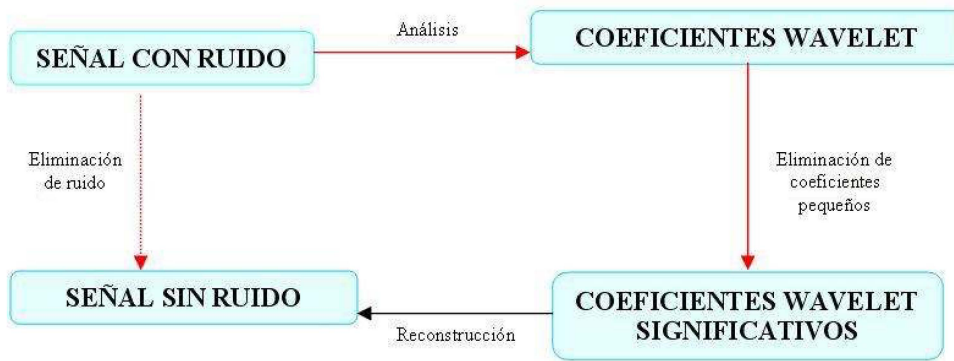 SEÑAL CON RUIDO
Análisis
COEFICIENTES WAVELET
Eliminación
de ruido
Eliminación de
coeficientes
pequeños
SEÑAL SIN RUIDO
Reconstrucción
COEFICIENTES WAVELET
SIGNIFICATIVOS